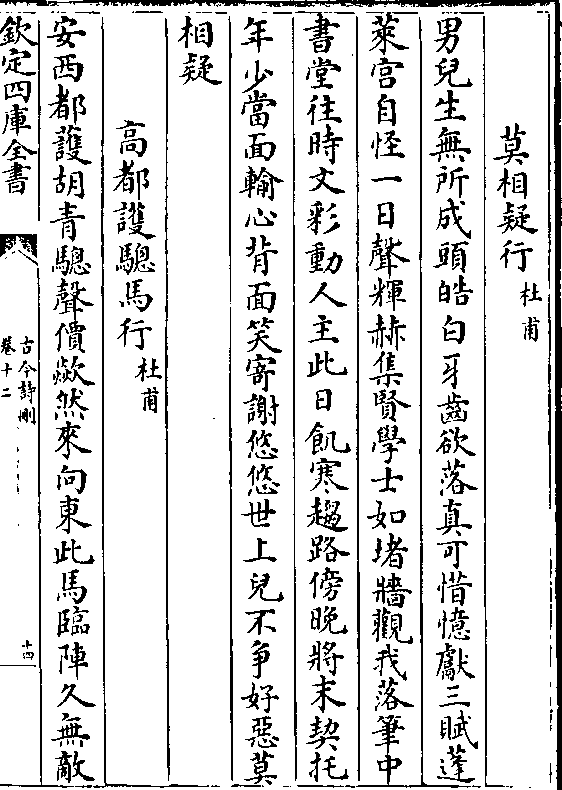 莫相疑行杜甫
男兒生無所成頭皓白牙齒欲落真可惜憶獻三賦蓬
萊宮自怪一日聲輝赫集賢學士如堵牆觀我落筆中
書堂往時文彩動人主此日飢寒趨路傍晚將末契托
年少當面輸心背面笑寄謝悠悠世上兒不爭好惡莫
相疑
高都護驄馬行杜甫
安西都護胡青驄聲價歘然來向東此馬臨陣久無敵
欽定四庫全書
古今詩刪
卷十二
十四